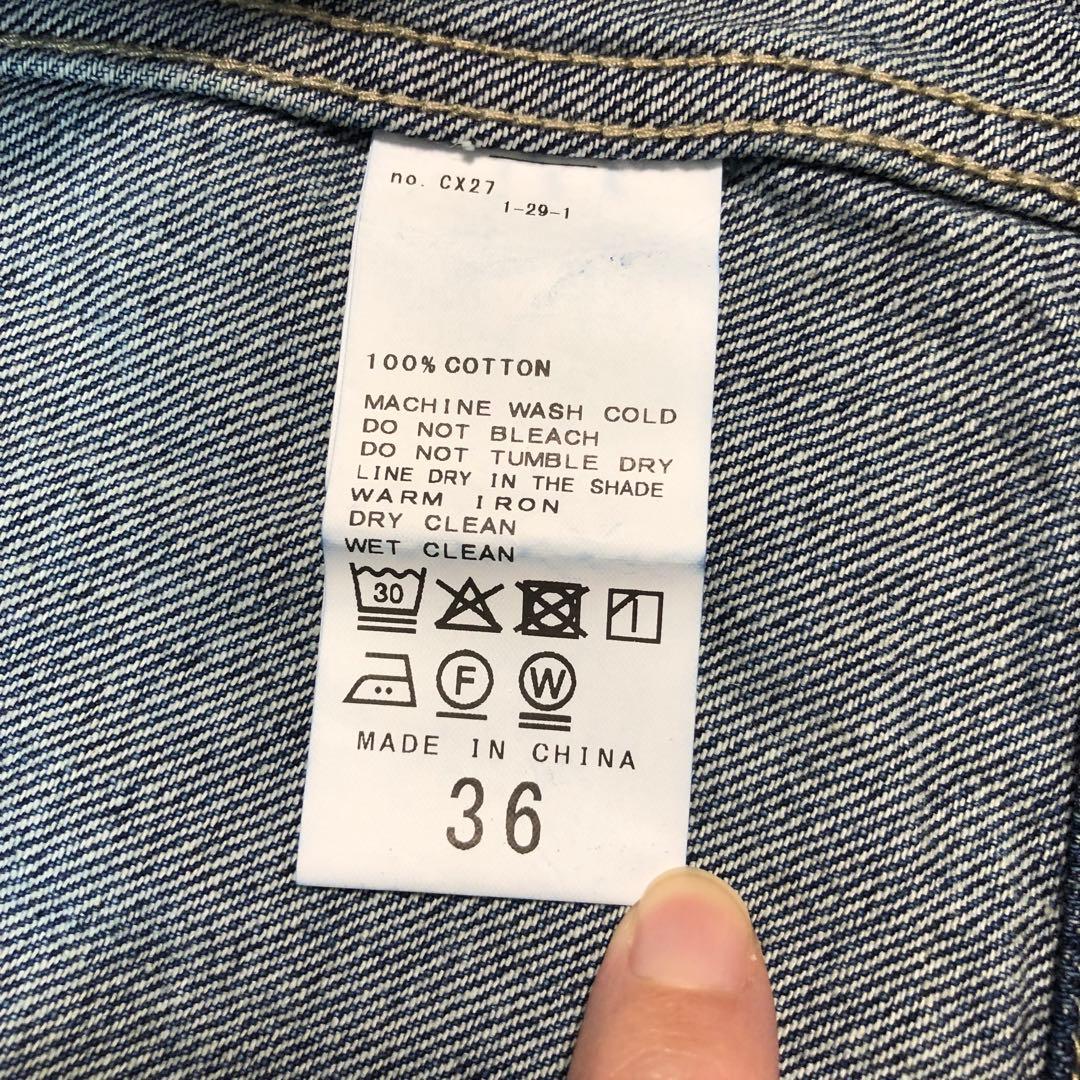 no. CX27
1-29-1
100% COTTON
MACHINE WASH COLD
DO NOT BLEACH
DO NOT TUMBLE DRY
LINE DRY IN THE SHADE
WARM IRON
DRY CLEAN
WET CLEAN
30
F W
MADE IN CHINA
36